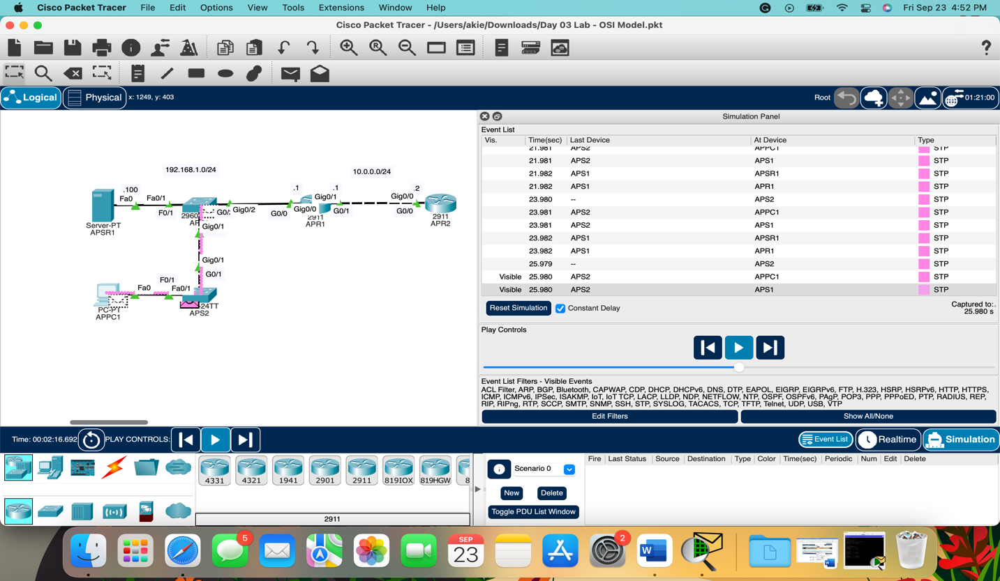 Cisco Packet Tracer File Edit Options View Tools Extensions Window Help Fri Sep 23 4:52 PM
Cisco Packet Tracer - /Users/akie/Downloads/Day 03 Lab - OSI Model.pkt
Logical Physical x: 1249, y: 403 Root 01:21:00
192.168.1.0/24
10.0.0.0/24
.100
.1
.1
.2
Fa0
Fa0/1
F0/1
G0/
Gig0/2
G0/0
Gig0/0
Gig0/1
G0/1
Gig0/0
G0/0
Server-PT
APSR1
2960
2911
APR1
2911
APR2
Gig0/1
Gig0/1
G0/1
Fa0
F0/1
Fa0/1
PC-PT
APPC1
-24TT
APS2
Simulation Panel
Event List
Vis. Time(sec) Last Device At Device Type
21.981 APS2 APPC1 STP
21.981 APS2 APS1 STP
21.982 APS1 APSR1 STP
21.982 APS1 APR1 STP
23.980 -- APS2 STP
23.981 APS2 APPC1 STP
23.981 APS2 APS1 STP
23.982 APS1 APSR1 STP
23.982 APS1 APR1 STP
25.979 -- APS2 STP
Visible 25.980 APS2 APPC1 STP
Visible 25.980 APS2 APS1 STP
Reset Simulation Constant Delay Captured to:
25.980 s
Play Controls
Event List Filters - Visible Events
ACL Filter, ARP, BGP, Bluetooth, CAPWAP, CDP, DHCP, DHCPv6, DNS, DTP, EAPOL, EIGRP, EIGRPv6, FTP, H.323, HSRP, HSRPv6, HTTP, HTTPS,
ICMP, ICMPv6, IPSec, ISAKMP, IoT, IoT TCP, LACP, LLDP, NDP, NETFLOW, NTP, OSPF, OSPFv6, PAgP, POP3, PPP, PPPoED, PTP, RADIUS, REP,
RIP, RIPng, RTP, SCCP, SMTP, SNMP, SSH, STP, SYSLOG, TACACS, TCP, TFTP, Telnet, UDP, USB, VTP
Edit Filters Show All/None
Time: 00:02:16.692 PLAY CONTROLS: Event List Realtime Simulation
4331 4321 1941 2901 2911 819IOX 819HGW 8
2911
Scenario 0
New Delete
Toggle PDU List Window
Fire Last Status Source Destination Type Color Time(sec) Periodic Num Edit Delete
5
SEP
23
2
W